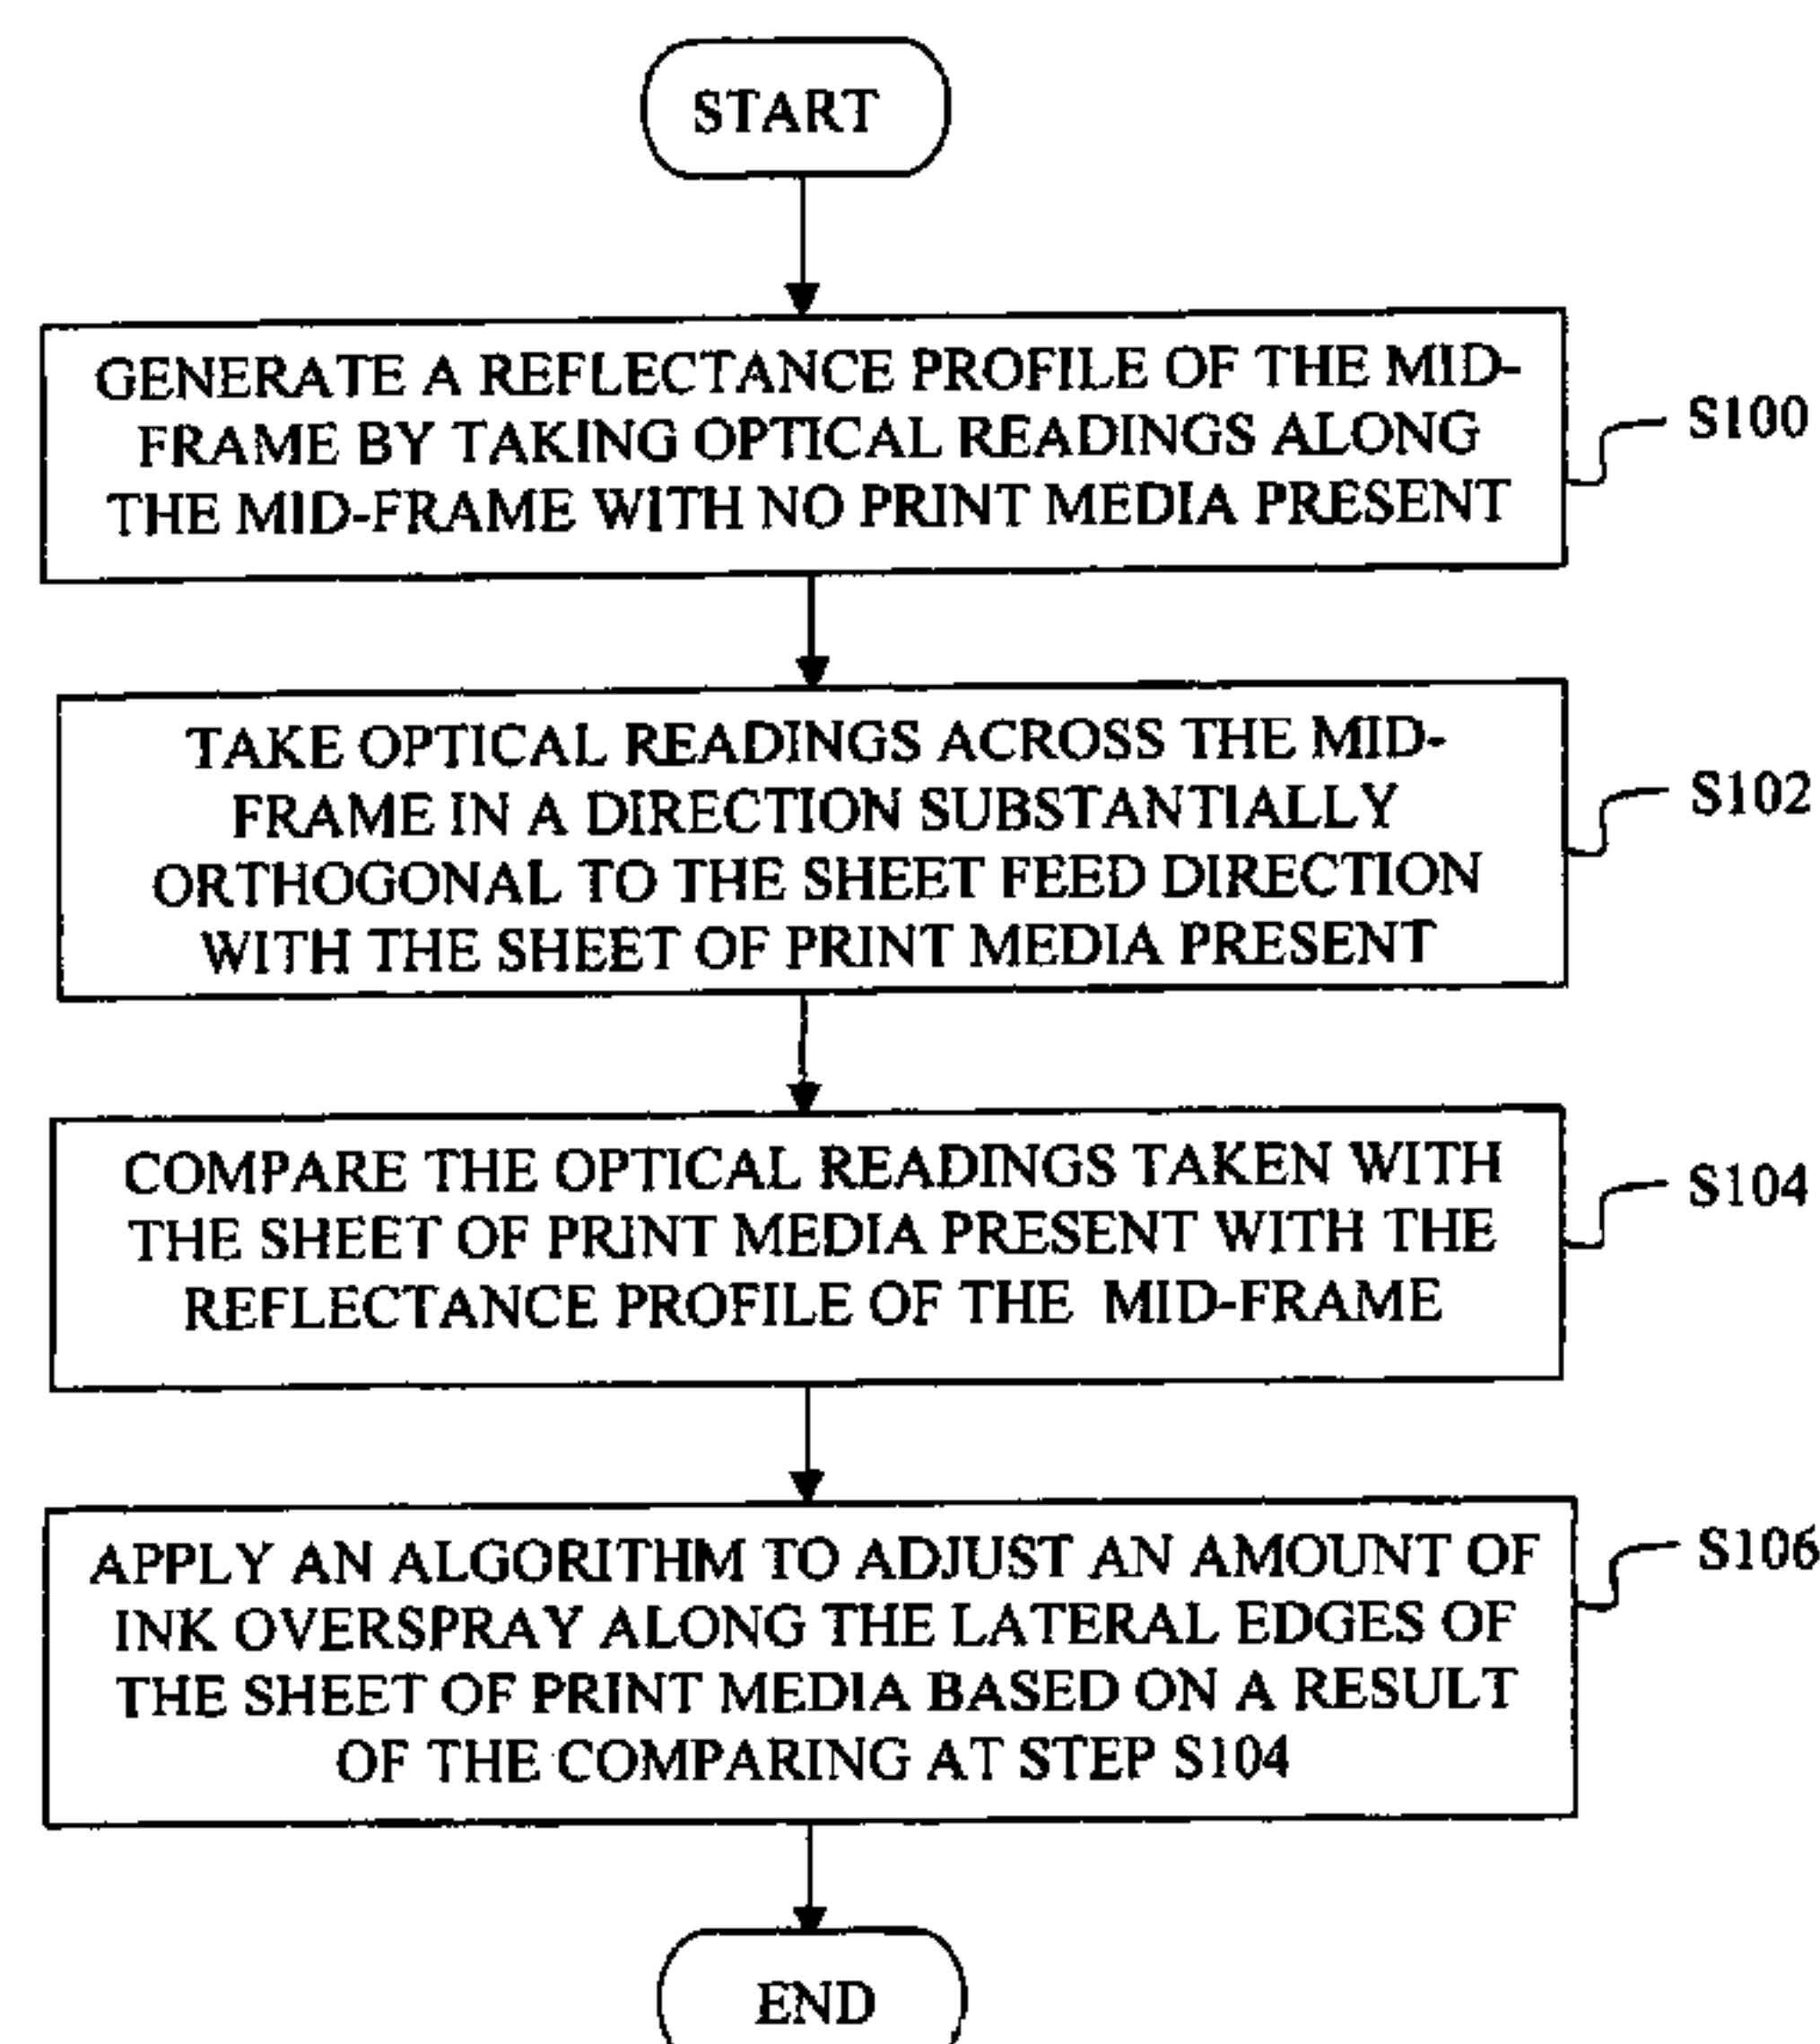 START
GENERATE A REFLECTANCE PROFILE OF THE MID-
FRAME BY TAKING OPTICAL READINGS ALONG
THE MID-FRAME WITH NO PRINT MEDIA PRESENT
S100
TAKE OPTICAL READINGS ACROSS THE MID-
FRAME IN A DIRECTION SUBSTANTIALLY
ORTHOGONAL TO THE SHEET FEED DIRECTION
WITH THE SHEET OF PRINT MEDIA PRESENT
S102
COMPARE THE OPTICAL READINGS TAKEN WITH
THE SHEET OF PRINT MEDIA PRESENT WITH THE
REFLECTANCE PROFILE OF THE MID-FRAME
S104
APPLY AN ALGORITHM TO ADJUST AN AMOUNT OF
INK OVERSPRAY ALONG THE LATERAL EDGES OF
THE SHEET OF PRINT MEDIA BASED ON A RESULT
OF THE COMPARING AT STEP S104
S106
END